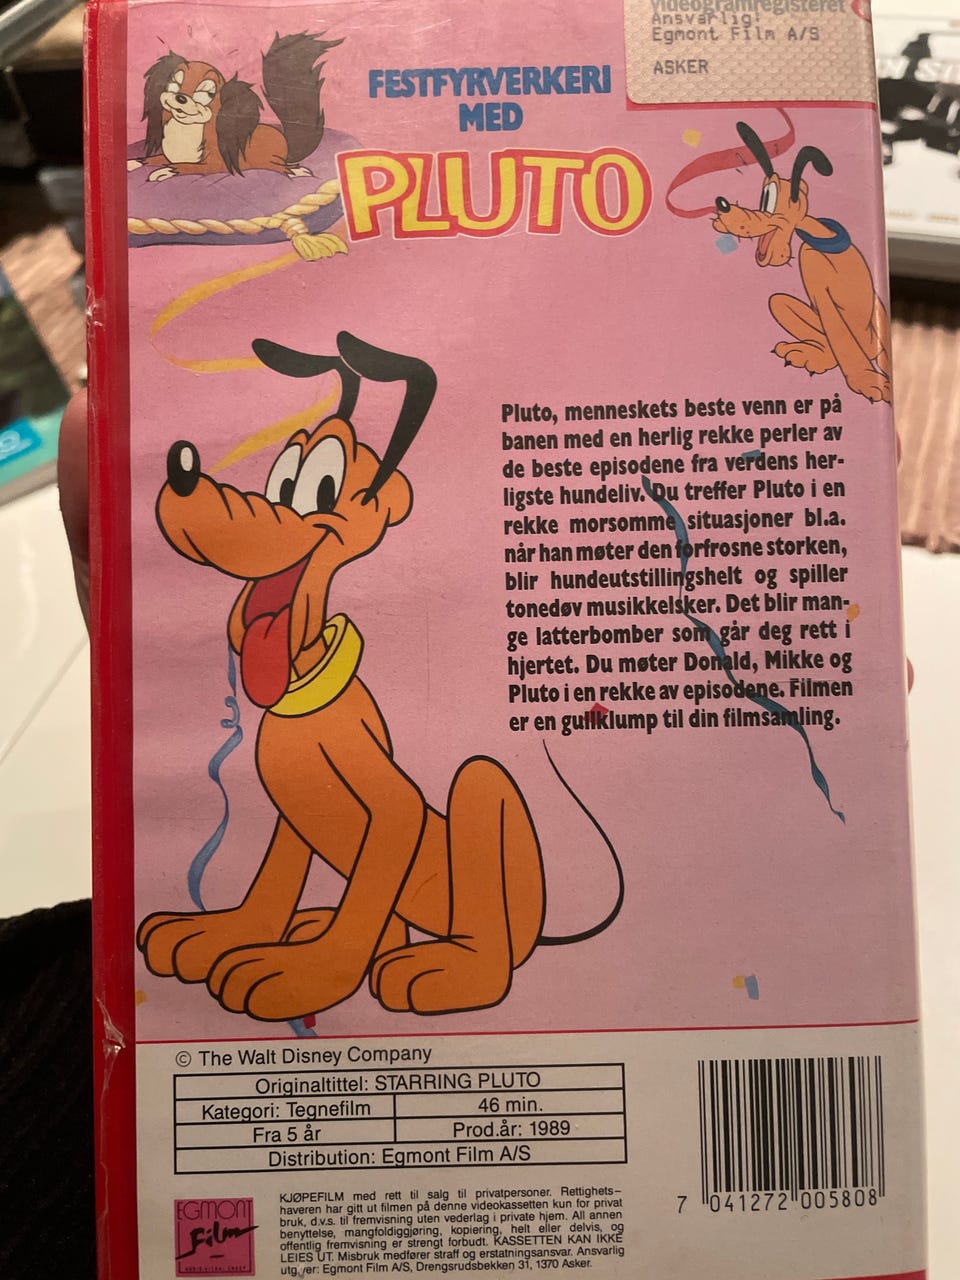 Videogramregisteret
Ansvarlig:
Egmont Film A/S
ASKER
FESTFYRVERKERI
MED
PLUTO
Pluto, menneskets beste venn er på
banen med en herlig rekke perler av
de beste episodene fra verdens her-
ligste hundeliv. Du treffer Pluto i en
rekke morsomme situasjoner bl.a.
når han møter den forfrosne storken,
blir hundeutstillingshelt og spiller
tonedøv musikkelsker. Det blir man-
ge latterbomber som går deg rett i
hjertet. Du møter Donald, Mikke og
Pluto i en rekke av episodene. Filmen
er en gullklump til din filmsamling.
© The Walt Disney Company
Originaltittel: STARRING PLUTO
Kategori: Tegnefilm 46 min.
Fra 5 år Prod.år: 1989
Distribution: Egmont Film A/S
EGMONT
Film
KJØPEFILM med rett til salg til privatpersoner. Rettighets-
haveren har gitt ut filmen på denne videokassetten kun for privat
bruk, d.v.s. til fremvisning uten vederlag i private hjem. All annen
benyttelse, mangfoldiggjøring, kopiering, helt eller delvis, og
offentlig fremvisning er strengt forbudt. KASSETTEN KAN IKKE
LEIES UT. Misbruk medfører straff og erstatningsansvar. Ansvarlig
utg,/er: Egmont Film A/S, Drengsrudsbekken 31, 1370 Asker.
7 041272 005808